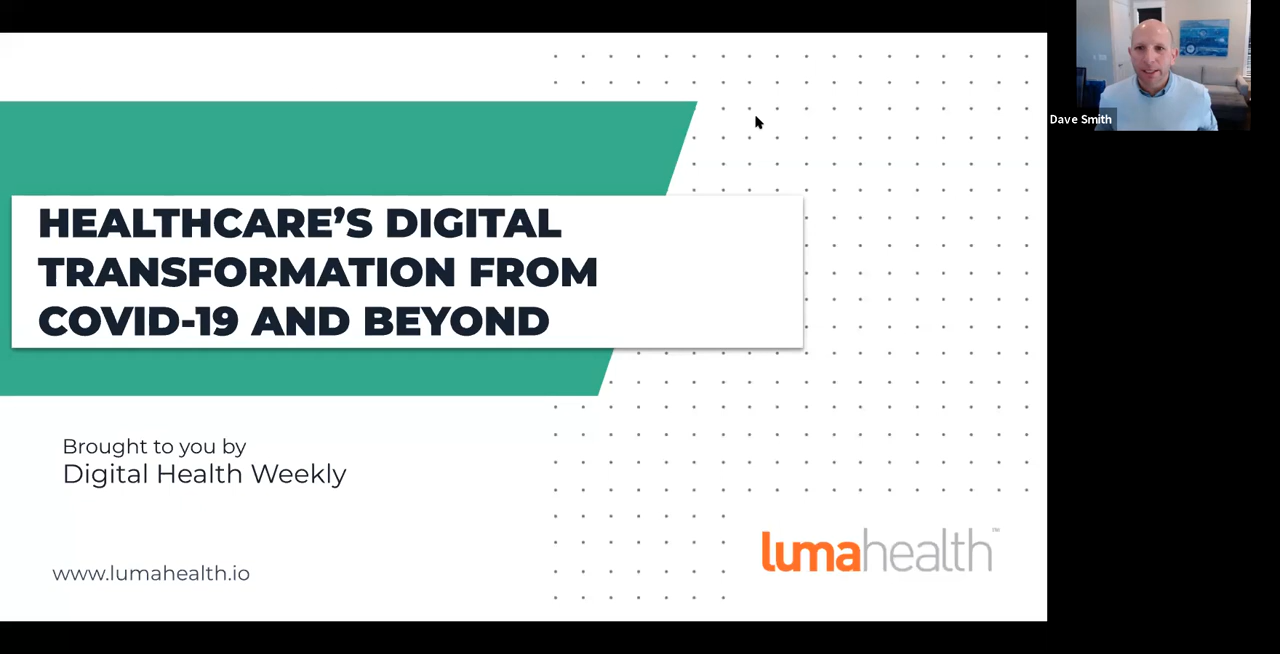 HEALTHCARE’S DIGITAL
TRANSFORMATION FROM
COVID-19 AND BEYOND
Brought to you by
Digital Health Weekly
www.lumahealth.io
lumahealth™
Dave Smith